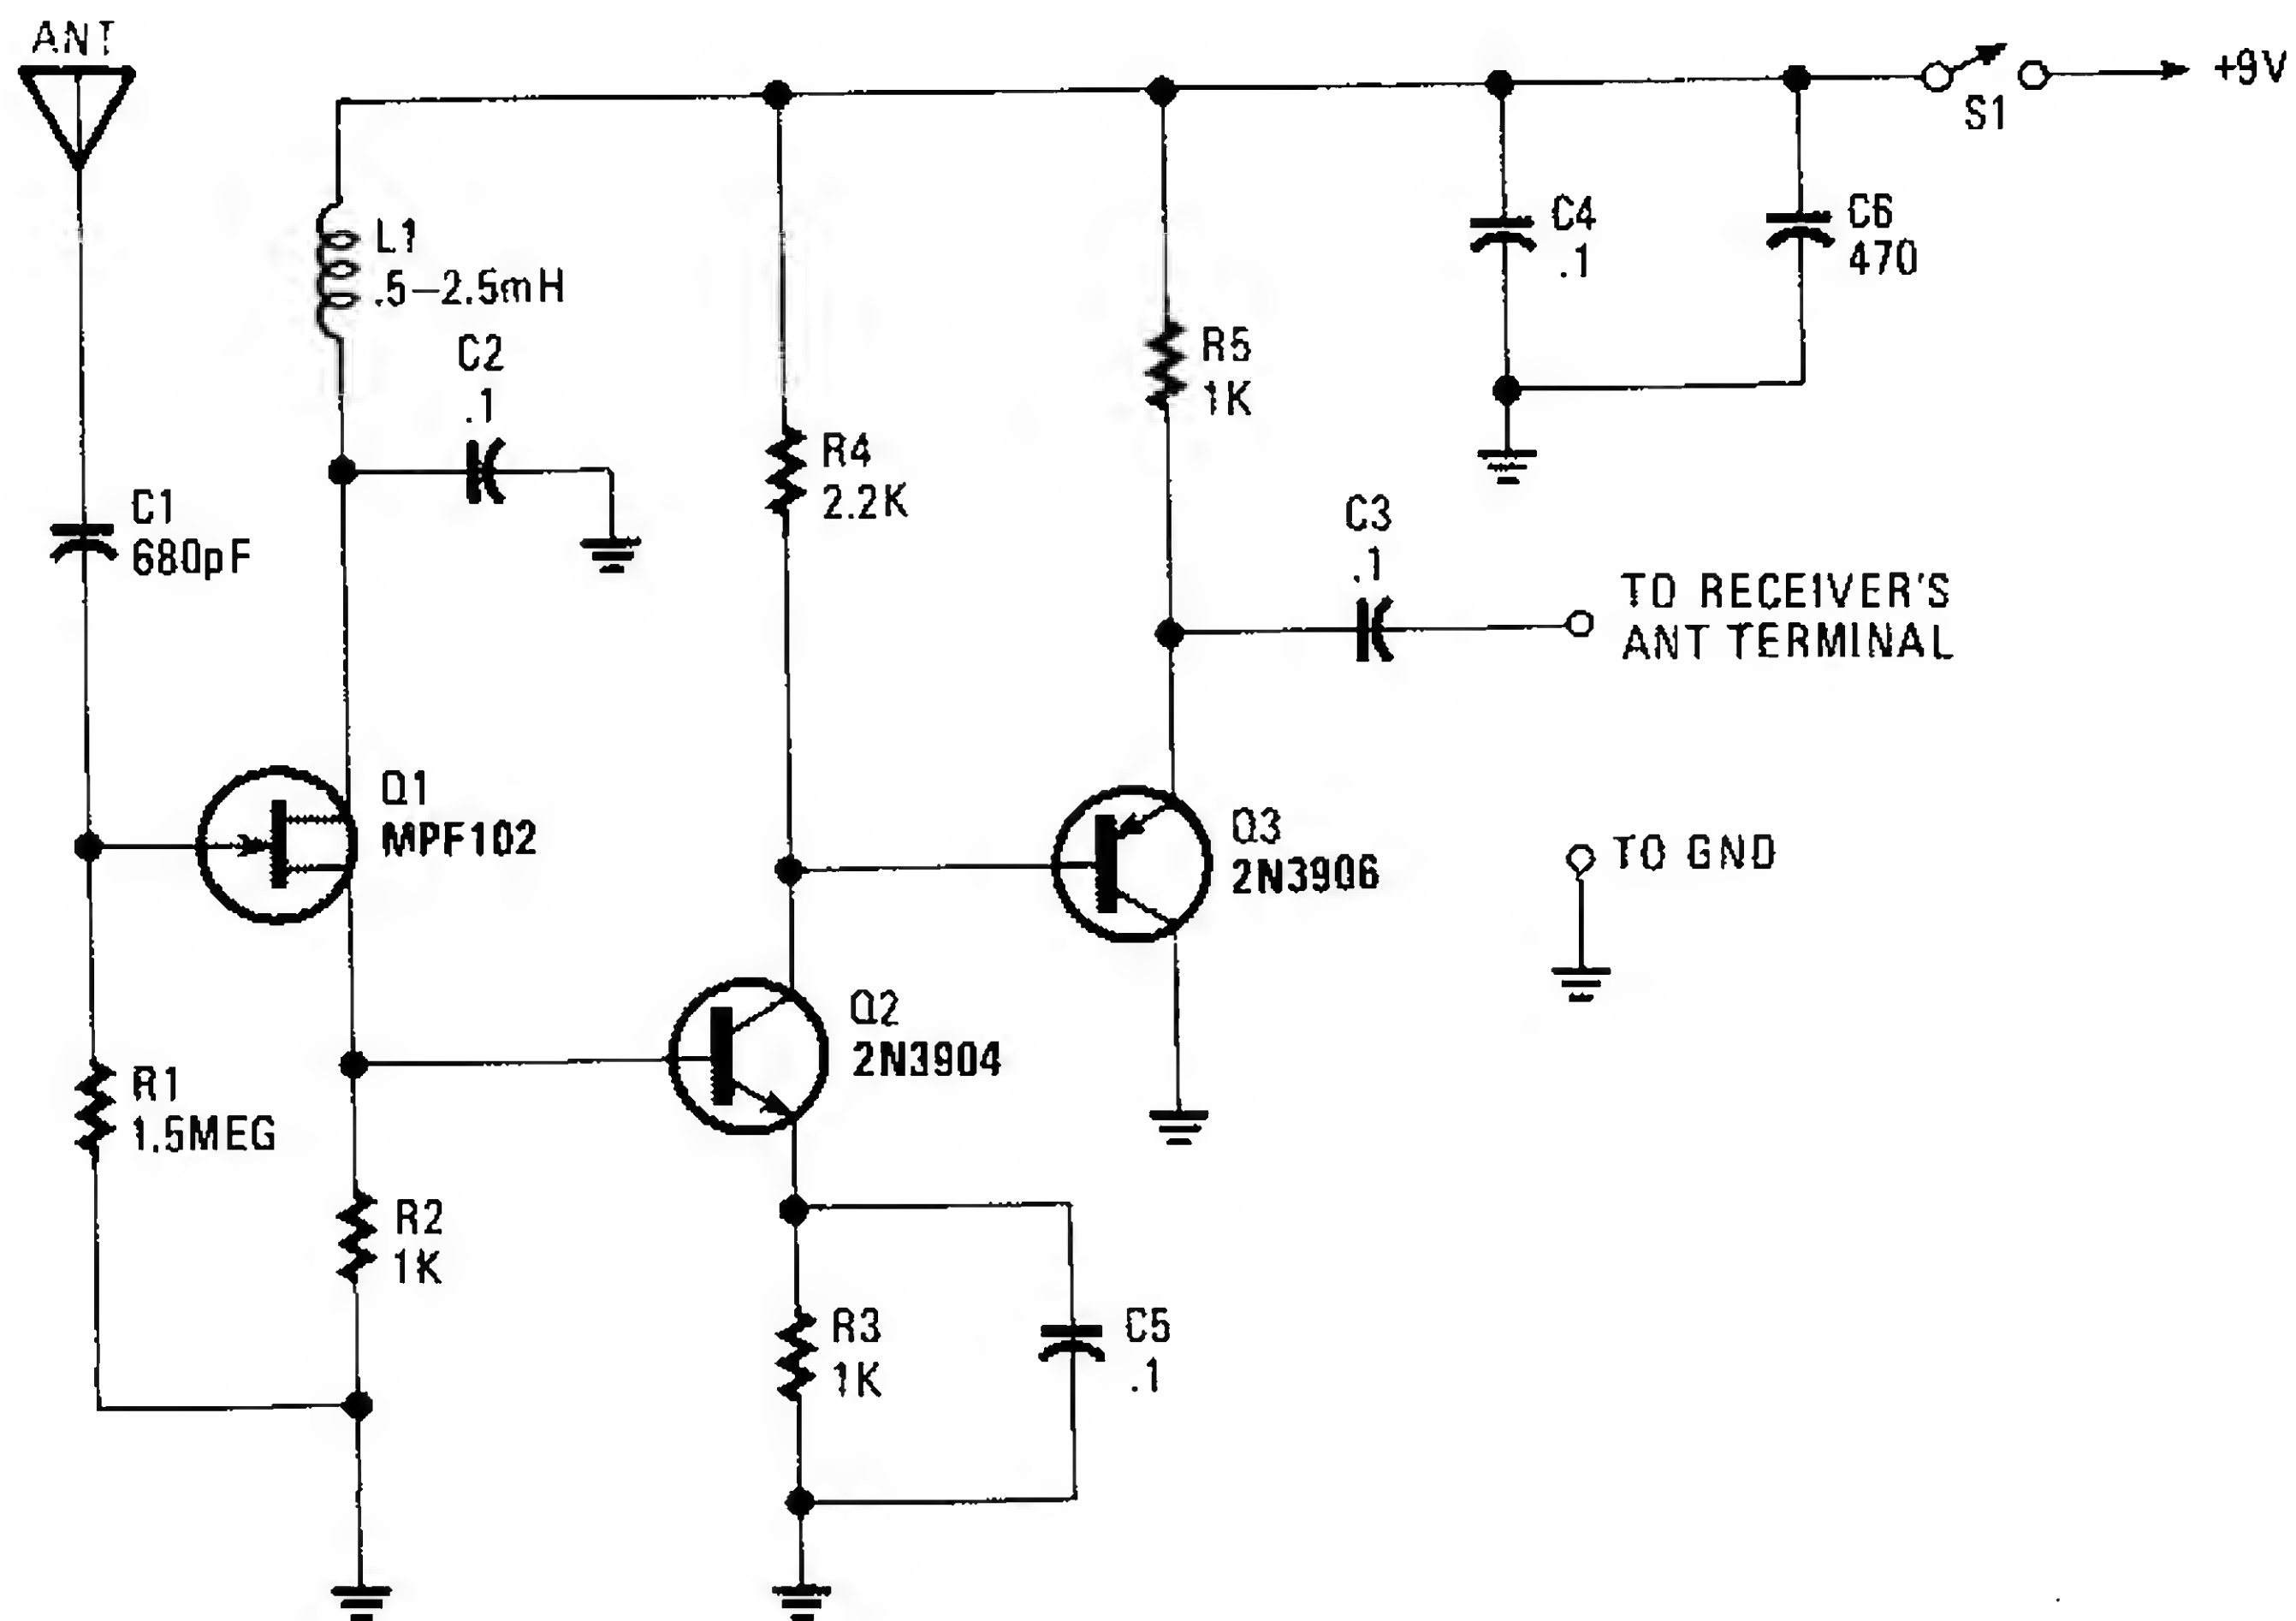 ANT
+9V
S1
L1
.5–2.5mH
C2
.1
C4
.1
C6
470
R5
1K
R4
2.2K
C1
680pF
C3
.1
TO RECEIVER'S
ANT TERMINAL
Q1
MPF102
Q3
2N3906
TO GND
Q2
2N3904
R1
1.5MEG
R2
1K
R3
1K
C5
.1